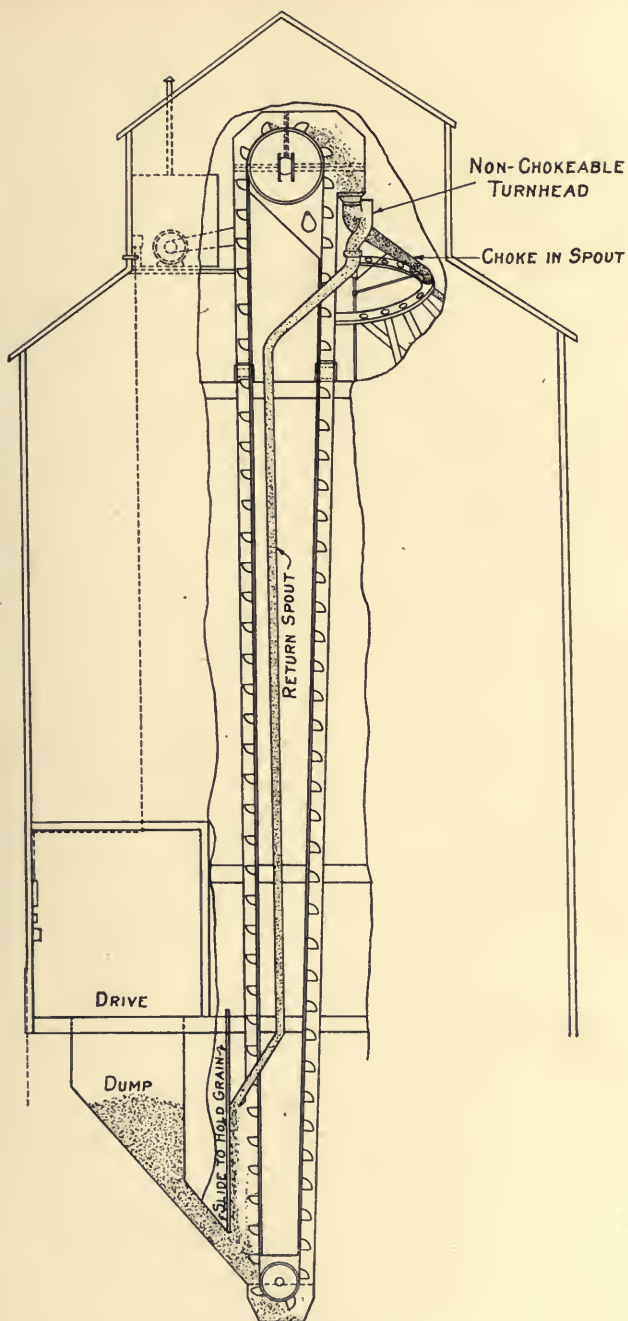 NON-CHOKEABLE
TURNHEAD
CHOKE IN SPOUT
RETURN SPOUT
DRIVE
DUMP
SLIDE TO HOLD GRAIN